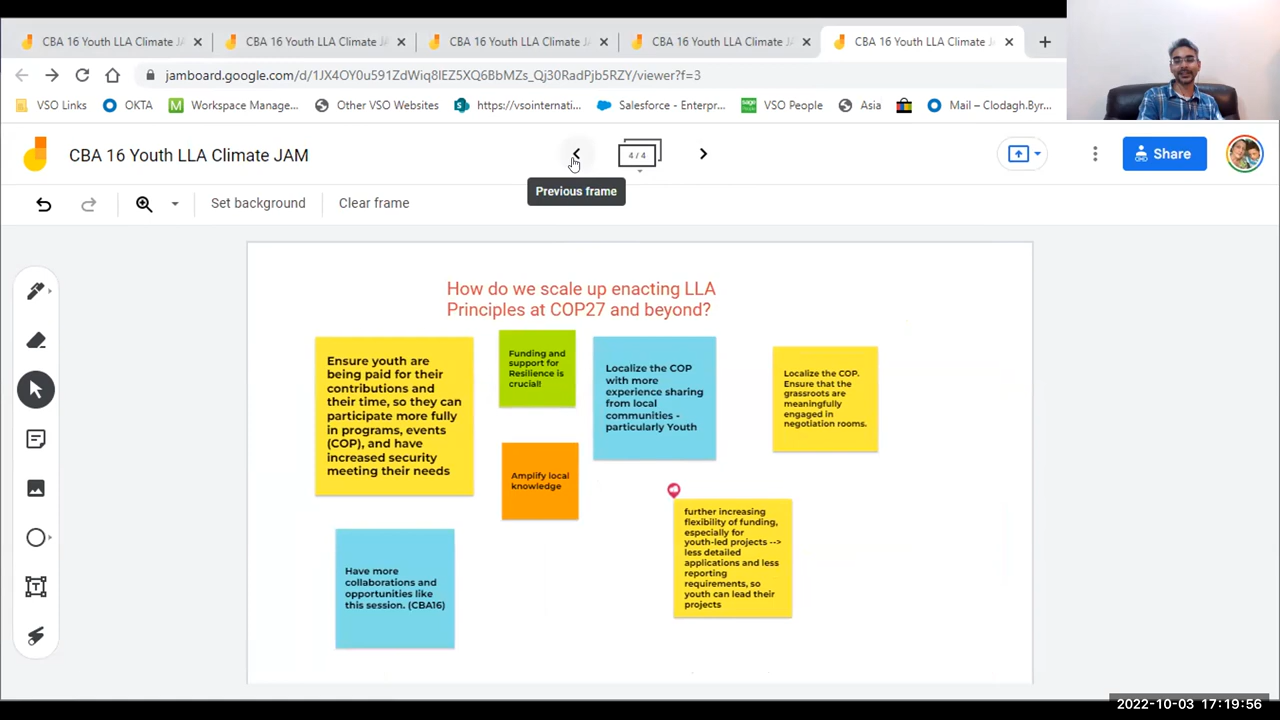 CBA 16 Youth LLA Climate JA
CBA 16 Youth LLA Climate JA
CBA 16 Youth LLA Climate JA
CBA 16 Youth LLA Climate JA
CBA 16 Youth LLA Climate JA
jamboard.google.com/d/1JX4OY0u591ZdWiq8IEZ5XQ6BbMZs_Qj30RadPjb5RZY/viewer?f=3
VSO Links
OKTA
Workspace Manage...
Other VSO Websites
https://vsointernati...
Salesforce - Enterpr...
VSO People
Asia
Mail – Clodagh.Byr...
CBA 16 Youth LLA Climate JAM
4 / 4
Share
Previous frame
Set background
Clear frame
How do we scale up enacting LLA
Principles at COP27 and beyond?
Ensure youth are
being paid for their
contributions and
their time, so they can
participate more fully
in programs, events
(COP), and have
increased security
meeting their needs
Funding and
support for
Resilience is
crucial!
Localize the COP
with more
experience sharing
from local
communities -
particularly Youth
Localize the COP.
Ensure that the
grassroots are
meaningfully
engaged in
negotiation rooms.
Amplify local
knowledge
further increasing
flexibility of funding,
especially for
youth-led projects -->
less detailed
applications and less
reporting
requirements, so
youth can lead their
projects
Have more
collaborations and
opportunities like
this session. (CBA16)
2022-10-03 17:19:56